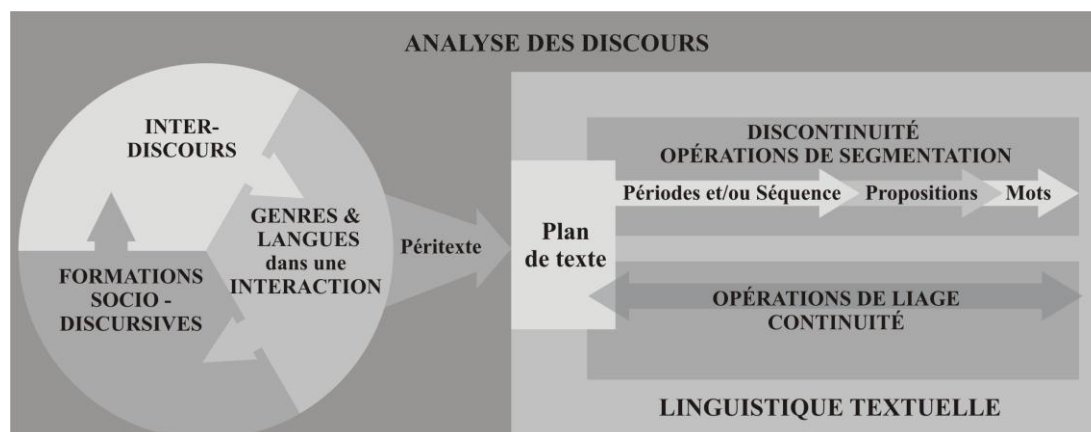 ANALYSE DES DISCOURS
INTER-
DISCOURS
GENRES &
LANGUES
dans une
INTERACTION
FORMATIONS
SOCIO -
DISCURSIVES
Péritexte
Plan
de texte
DISCONTINUITÉ
OPÉRATIONS DE SEGMENTATION
Périodes et/ou Séquence Propositions Mots
OPÉRATIONS DE LIAGE
CONTINUITÉ
LINGUISTIQUE TEXTUELLE